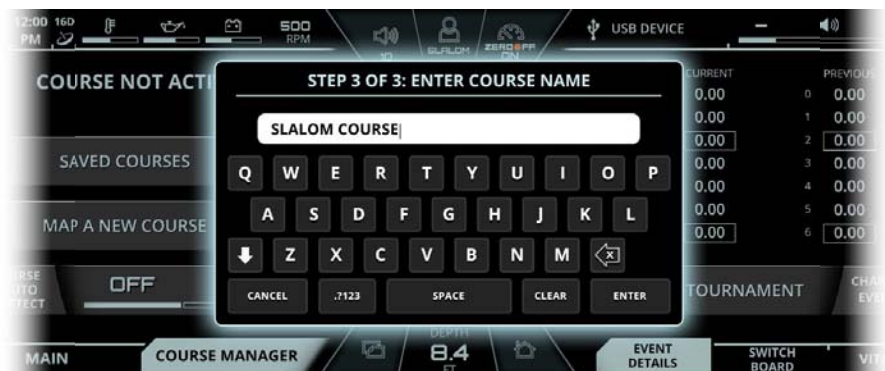 12:00 16D 500 USB DEVICE
PM RPM SLALOM ZEROOFF
10 ON
COURSE NOT ACTI
STEP 3 OF 3: ENTER COURSE NAME
SLALOM COURSE
Q W E R T Y U I O P
A S D F G H J K L
Z X C V B N M
CANCEL .?123 SPACE CLEAR ENTER
CURRENT PREVIOUS
0.00 0 0.00
0.00 1 0.00
0.00 2 0.00
0.00 3 0.00
0.00 4 0.00
0.00 5 0.00
0.00 6 0.00
SAVED COURSES
MAP A NEW COURSE
OFF
TOURNAMENT
DEPTH
MAIN COURSE MANAGER 8.4 EVENT SWITCH VIT
FT DETAILS BOARD